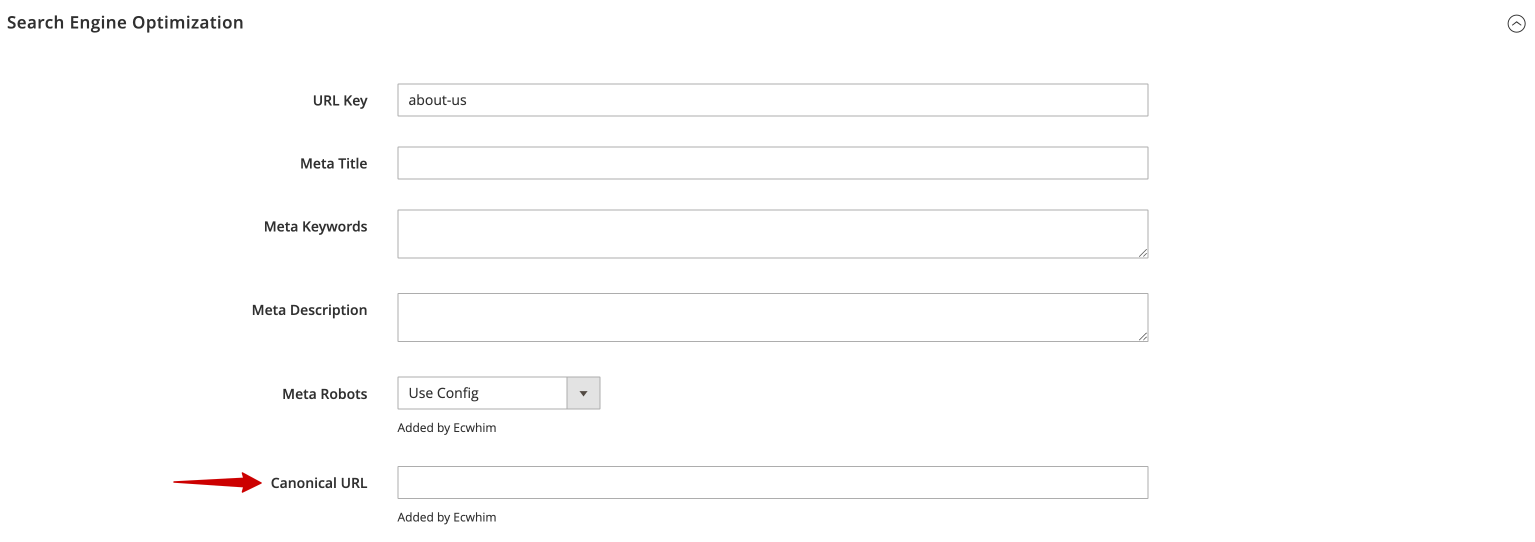 Search Engine Optimization
URL Key
about-us
Meta Title
Meta Keywords
Meta Description
Meta Robots
Use Config
Added by Ecwhim
Canonical URL
Added by Ecwhim